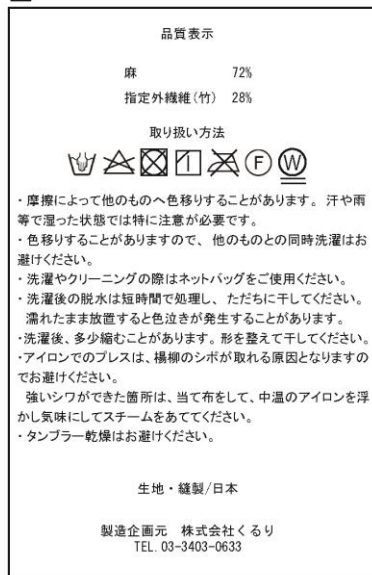 品質表示
麻 72%
指定外繊維(竹) 28%
取り扱い方法
F W
・摩擦によって他のものへ色移りすることがあります。汗や雨
等で湿った状態では特に注意が必要です。
・色移りすることがありますので、他のものとの同時洗濯はお
避けください。
・洗濯やクリーニングの際はネットバッグをご使用ください。
・洗濯後の脱水は短時間で処理し、ただちに干してください。
濡れたまま放置すると色泣きが発生することがあります。
・洗濯後、多少縮むことがあります。形を整えて干してください。
・アイロンでのプレスは、楊柳のシボが取れる原因となりますの
でお避けください。
強いシワができた箇所は、当て布をして、中温のアイロンを浮
かし気味にしてスチームをあててください。
・タンブラー乾燥はお避けください。
生地・縫製/日本
製造企画元 株式会社くるり
TEL. 03-3403-0633